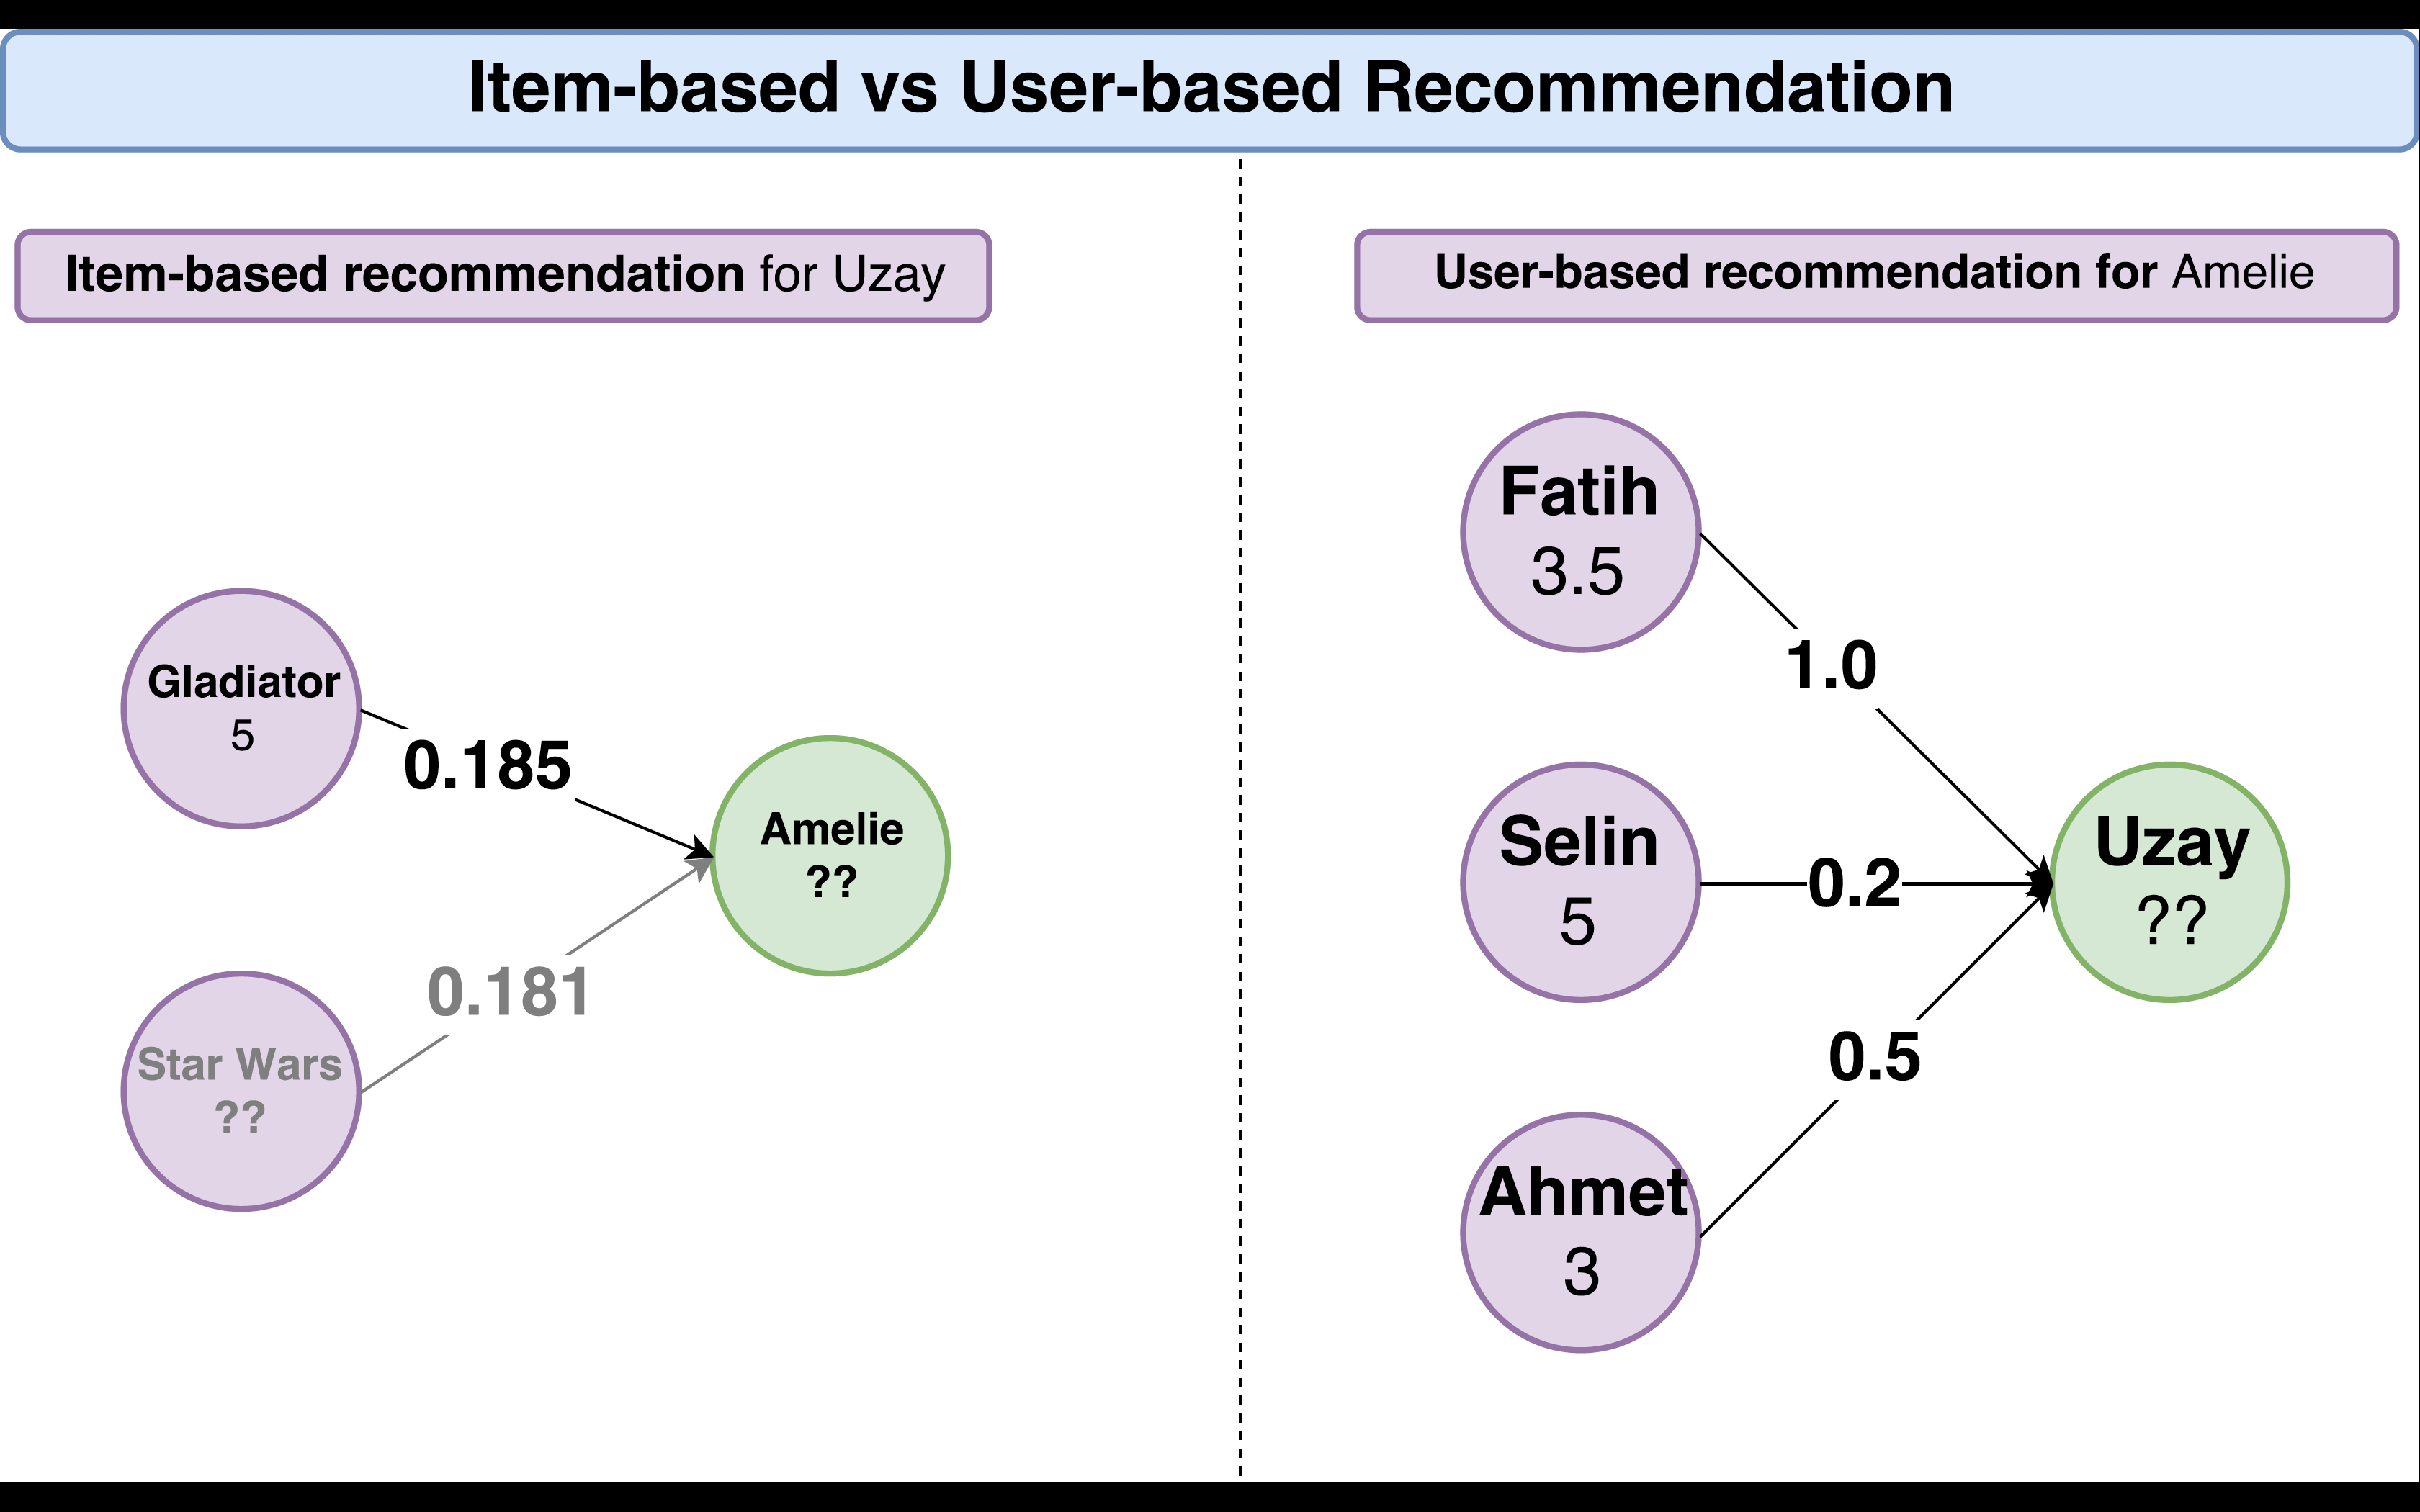 Item-based vs User-based Recommendation
Item-based recommendation for Uzay
Gladiator
5
0.185
Amelie
??
0.181
Star Wars
??
User-based recommendation for Amelie
Fatih
3.5
1.0
Selin
5
0.2
Uzay
??
0.5
Ahmet
3